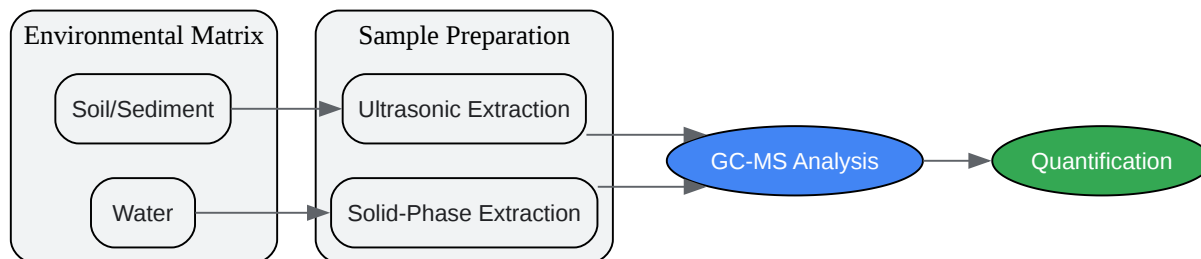 Environmental Matrix
Sample Preparation
Soil/Sediment
Ultrasonic Extraction
GC-MS Analysis
Quantification
Water
Solid-Phase Extraction